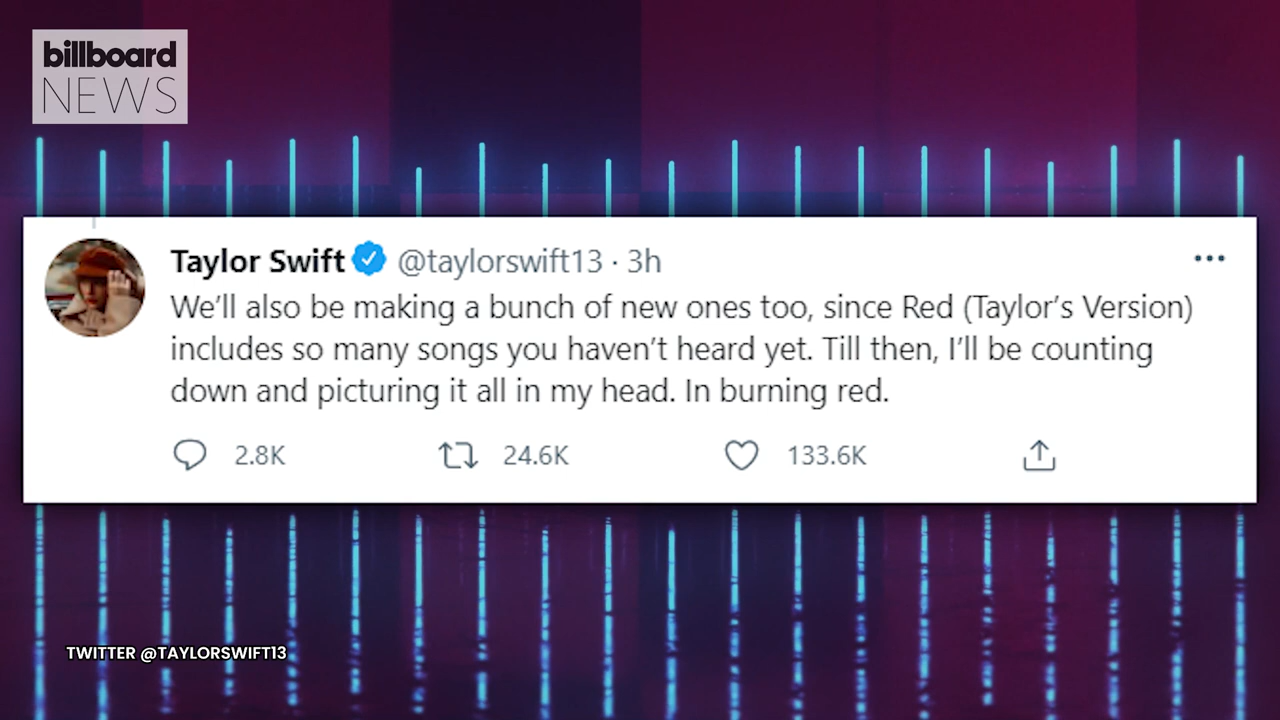 billboard
NEWS
Taylor Swift @taylorswift13 · 3h
We'll also be making a bunch of new ones too, since Red (Taylor's Version)
includes so many songs you haven't heard yet. Till then, I'll be counting
down and picturing it all in my head. In burning red.
2.8K 24.6K 133.6K
TWITTER @TAYLORSWIFT13